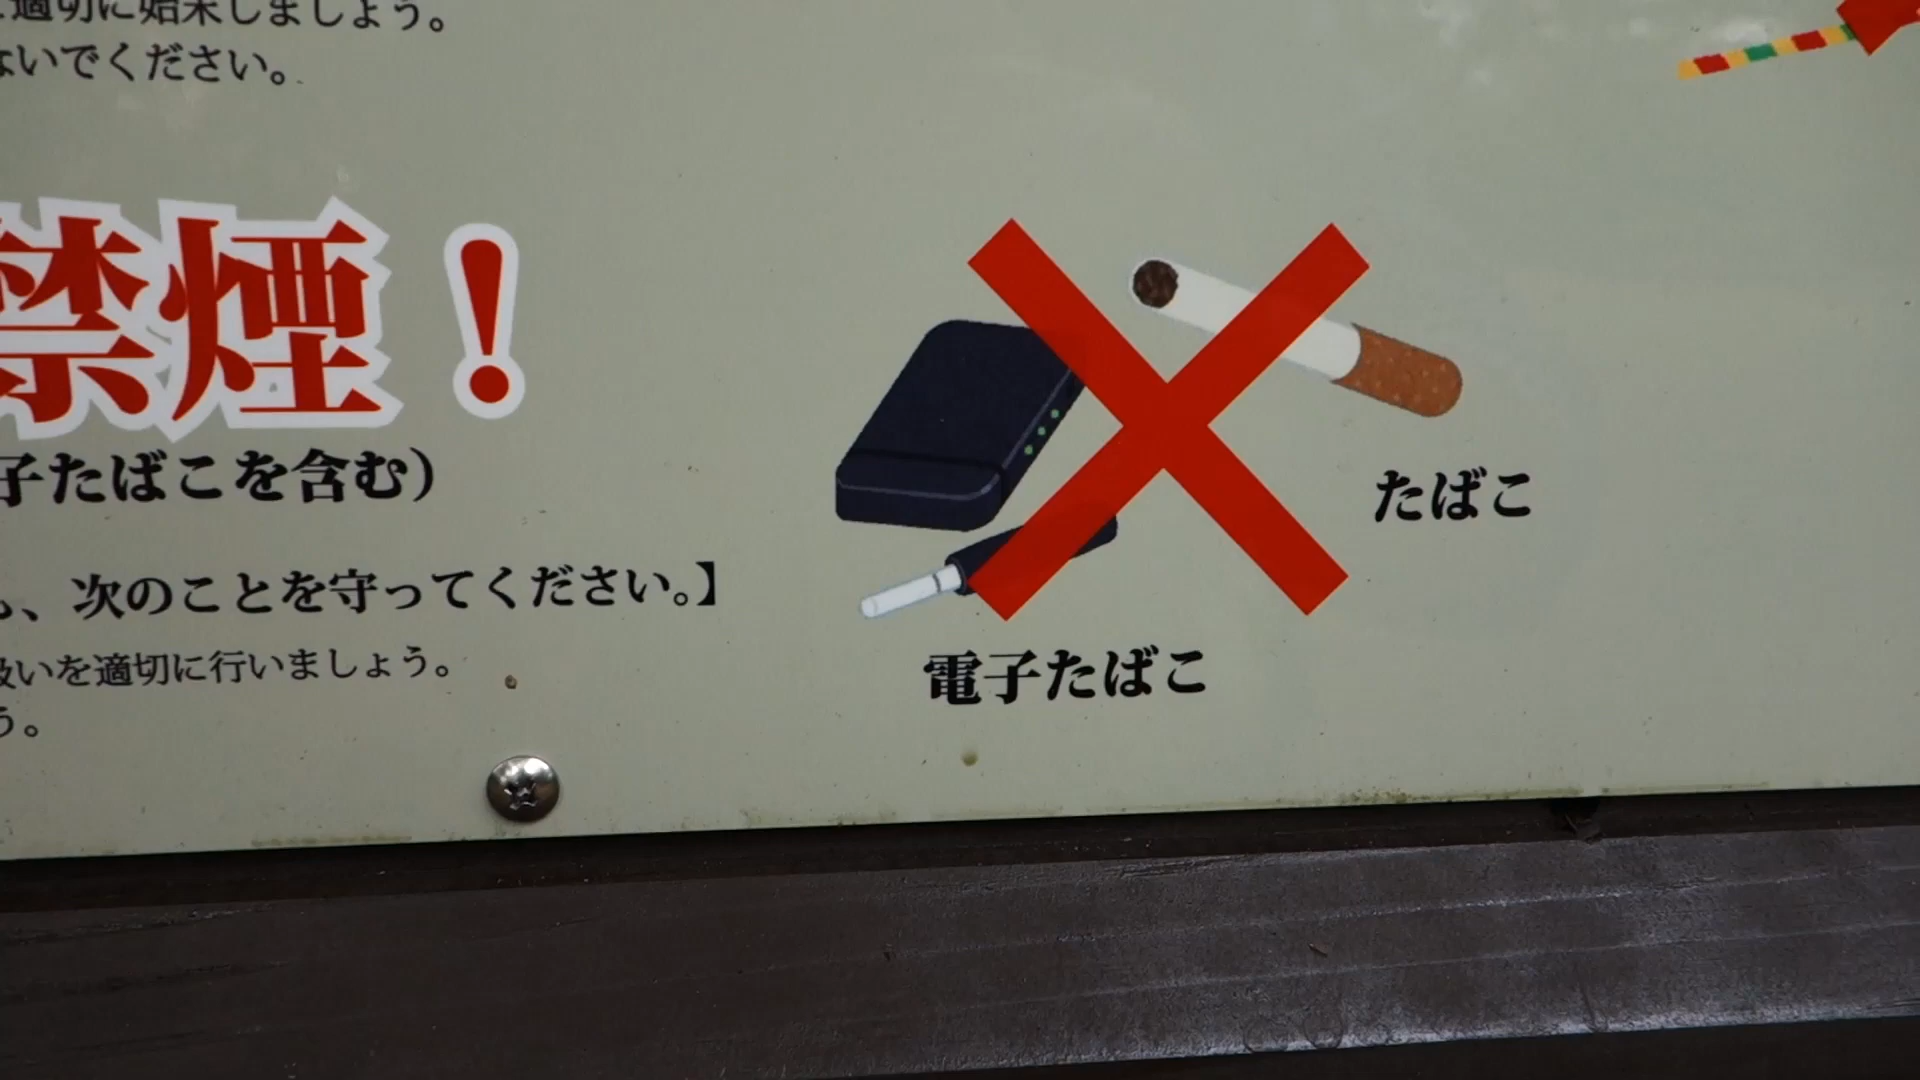 適切に始末しましょう。
ないでください。
禁煙！
子たばこを含む）
、次のことを守ってください。】
扱いを適切に行いましょう。
う。
たばこ
電子たばこ